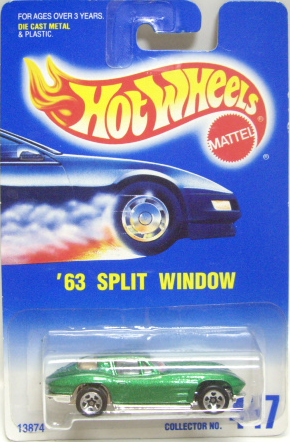 FOR AGES OVER 3 YEARS.
DIE CAST METAL
& PLASTIC.
Hot Wheels
MATTEL
'63 SPLIT WINDOW
13874
COLLECTOR NO.